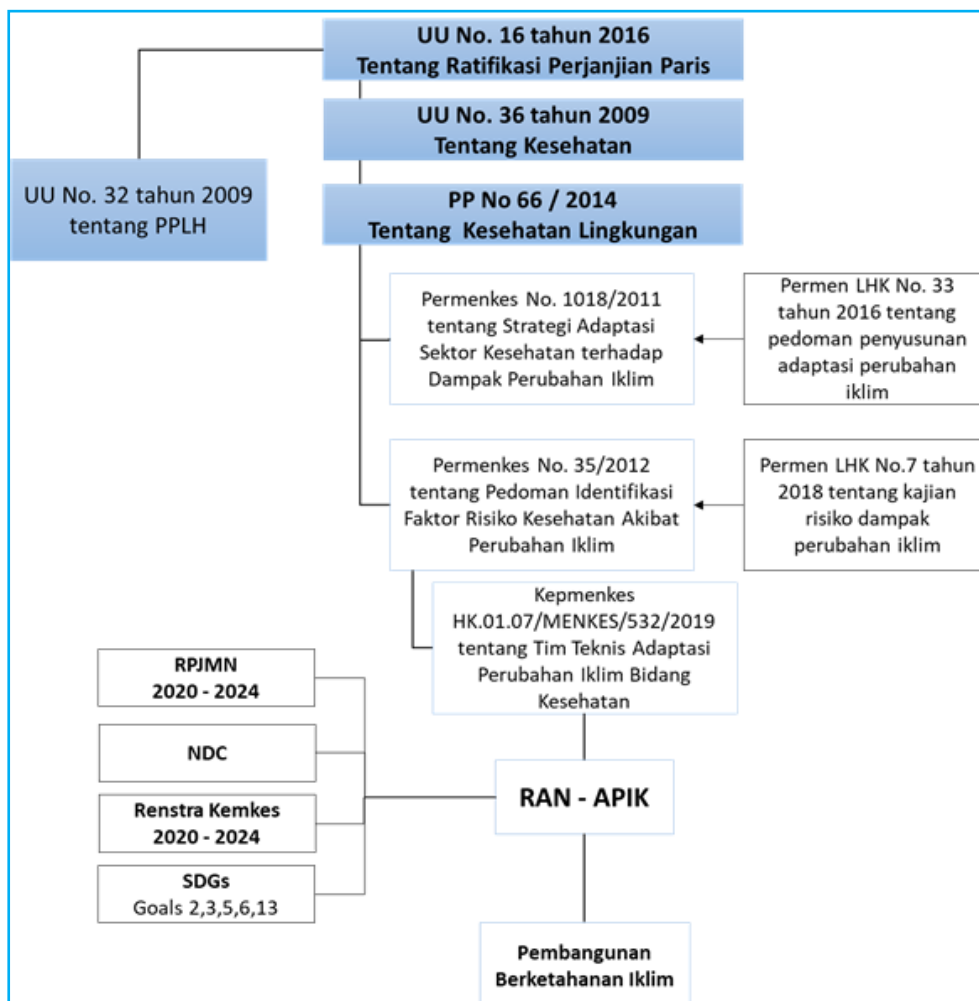 UU No. 16 tahun 2016
Tentang Ratifikasi Perjanjian Paris
UU No. 36 tahun 2009
Tentang Kesehatan
UU No. 32 tahun 2009
tentang PPLH
PP No 66 / 2014
Tentang Kesehatan Lingkungan
Permenkes No. 1018/2011
tentang Strategi Adaptasi
Sektor Kesehatan terhadap
Dampak Perubahan Iklim
Permen LHK No. 33
tahun 2016 tentang
pedoman penyusunan
adaptasi perubahan
iklim
Permenkes No. 35/2012
tentang Pedoman Identifikasi
Faktor Risiko Kesehatan Akibat
Perubahan Iklim
Permen LHK No.7 tahun
2018 tentang kajian
risiko dampak
perubahan iklim
Kepmenkes
HK.01.07/MENKES/532/2019
tentang Tim Teknis Adaptasi
Perubahan Iklim Bidang
Kesehatan
RPJMN
2020 - 2024
NDC
Renstra Kemkes
2020 - 2024
SDGs
Goals 2,3,5,6,13
RAN - APIK
Pembangunan
Berketahanan Iklim